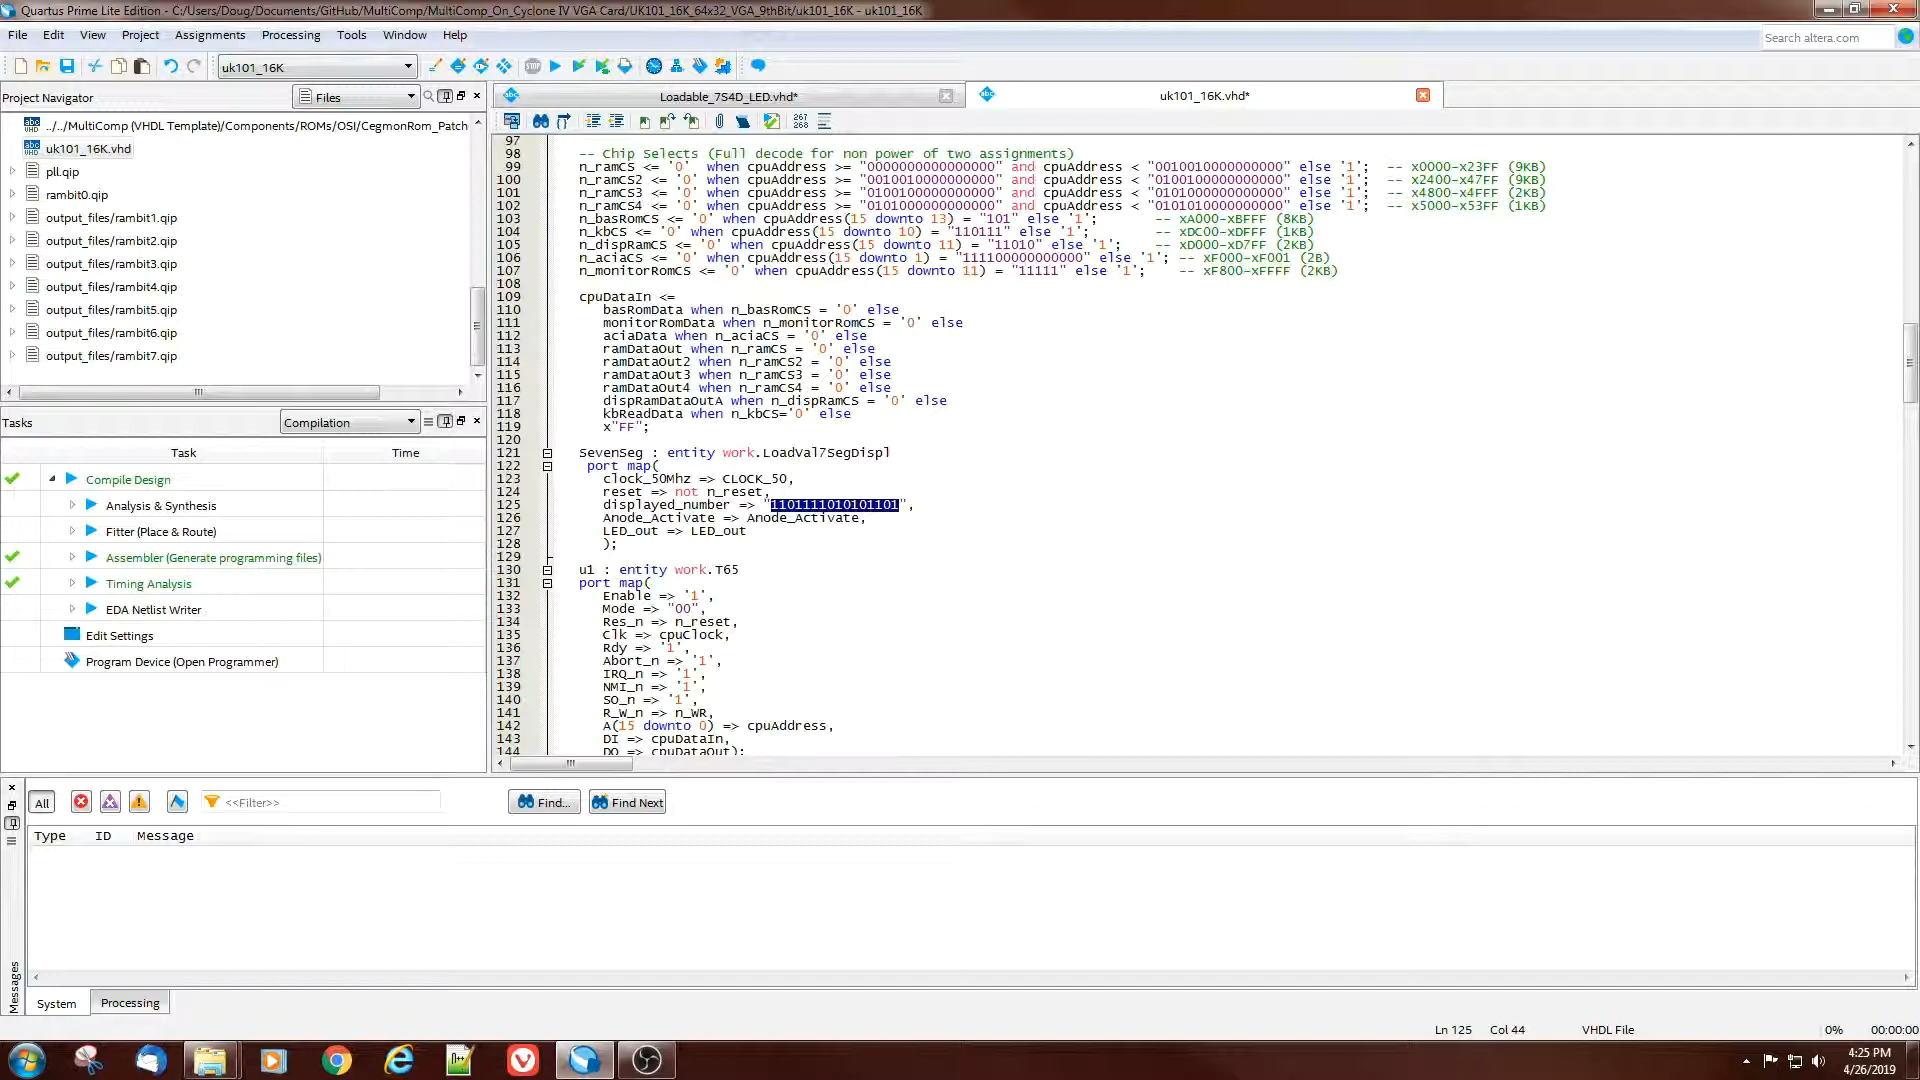 Quartus Prime Lite Edition - C:/Users/Doug/Documents/GitHub/MultiComp/MultiComp_On_Cyclone IV VGA Card/UK101_16K_64x32_VGA_9thBit/uk101_16K - uk101_16K
File Edit View Project Assignments Processing Tools Window Help
Search altera.com
uk101_16K
Project Navigator
Files
../../MultiComp (VHDL Template)/Components/ROMs/OSI/CegmonRom_Patch
uk101_16K.vhd
pll.qip
rambit0.qip
output_files/rambit1.qip
output_files/rambit2.qip
output_files/rambit3.qip
output_files/rambit4.qip
output_files/rambit5.qip
output_files/rambit6.qip
output_files/rambit7.qip
Tasks
Compilation
Task Time
Compile Design
Analysis & Synthesis
Fitter (Place & Route)
Assembler (Generate programming files)
Timing Analysis
EDA Netlist Writer
Edit Settings
Program Device (Open Programmer)
Loadable_7S4D_LED.vhd*
uk101_16K.vhd*
267
268
97
98 -- Chip Selects (Full decode for non power of two assignments)
99 n_ramCS <= '0' when cpuAddress >= "0000000000000000" and cpuAddress < "0010010000000000" else '1'; -- x0000-x23FF (9KB)
100 n_ramCS2 <= '0' when cpuAddress >= "0010010000000000" and cpuAddress < "0100100000000000" else '1'; -- x2400-x47FF (9KB)
101 n_ramCS3 <= '0' when cpuAddress >= "0100100000000000" and cpuAddress < "0101000000000000" else '1'; -- x4800-x4FFF (2KB)
102 n_ramCS4 <= '0' when cpuAddress >= "0101000000000000" and cpuAddress < "0101010000000000" else '1'; -- x5000-x53FF (1KB)
103 n_basRomCS <= '0' when cpuAddress(15 downto 13) = "101" else '1'; -- xA000-xBFFF (8KB)
104 n_kbCS <= '0' when cpuAddress(15 downto 10) = "110111" else '1'; -- xDC00-xDFFF (1KB)
105 n_dispRamCS <= '0' when cpuAddress(15 downto 11) = "11010" else '1'; -- xD000-xD7FF (2KB)
106 n_aciaCS <= '0' when cpuAddress(15 downto 1) = "111100000000000" else '1'; -- xF000-xF001 (2B)
107 n_monitorRomCS <= '0' when cpuAddress(15 downto 11) = "11111" else '1'; -- xF800-xFFFF (2KB)
108
109 cpuDataIn <=
110 basRomData when n_basRomCS = '0' else
111 monitorRomData when n_monitorRomCS = '0' else
112 aciaData when n_aciaCS = '0' else
113 ramDataOut when n_ramCS = '0' else
114 ramDataOut2 when n_ramCS2 = '0' else
115 ramDataOut3 when n_ramCS3 = '0' else
116 ramDataOut4 when n_ramCS4 = '0' else
117 dispRamDataOutA when n_dispRamCS = '0' else
118 kbReadData when n_kbCS='0' else
119 x"FF";
120
121 SevenSeg : entity work.LoadVal7SegDispl
122 port map(
123 clock_50Mhz => CLOCK_50,
124 reset => not n_reset,
125 displayed_number => "1101111010101101",
126 Anode_Activate => Anode_Activate,
127 LED_out => LED_out
128 );
129
130 u1 : entity work.T65
131 port map(
132 Enable => '1',
133 Mode => "00",
134 Res_n => n_reset,
135 Clk => cpuClock,
136 Rdy => '1',
137 Abort_n => '1',
138 IRQ_n => '1',
139 NMI_n => '1',
140 SO_n => '1',
141 R_W_n => n_WR,
142 A(15 downto 0) => cpuAddress,
143 DI => cpuDataIn,
144 DO => cpuDataOut);
All
<<Filter>>
Find...
Find Next
Type ID Message
Messages
System
Processing
Ln 125 Col 44 VHDL File 0% 00:00:00
4:25 PM
4/26/2019